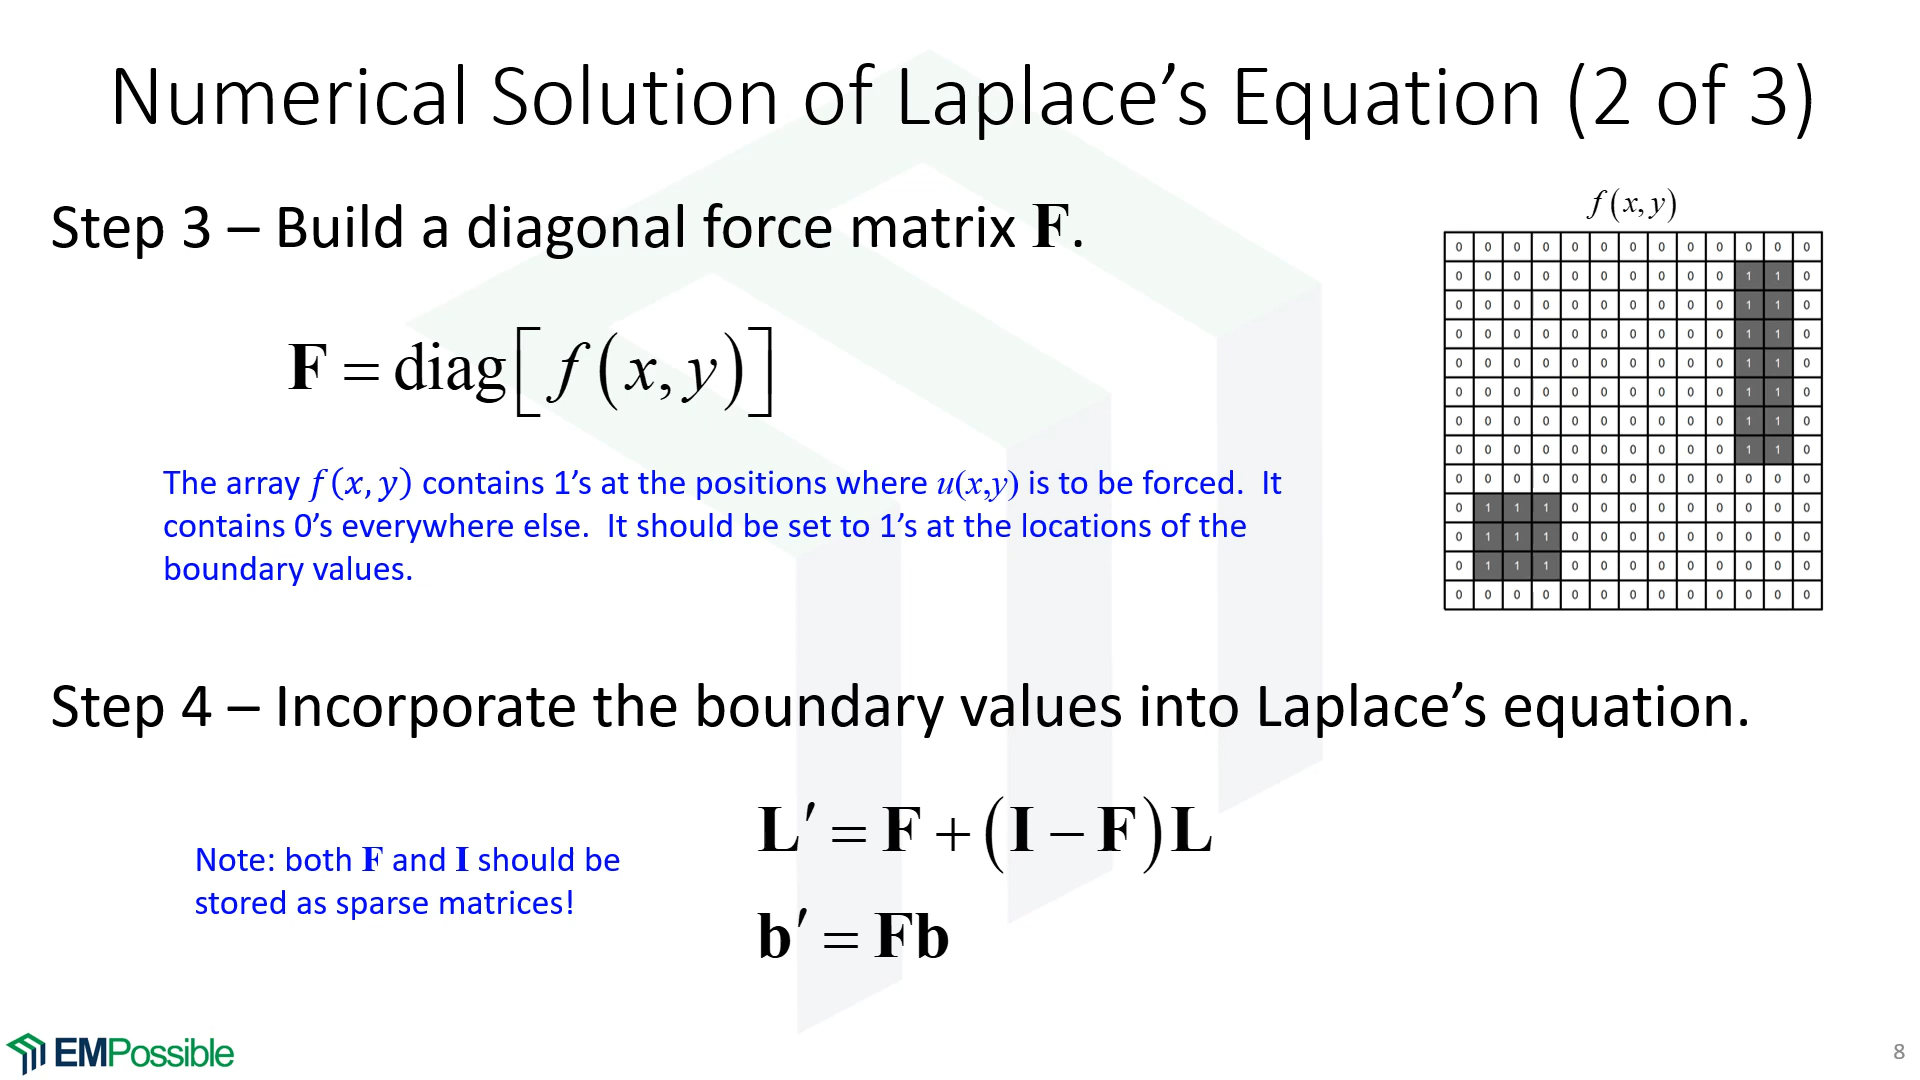 Numerical Solution of Laplace’s Equation (2 of 3)
Step 3 – Build a diagonal force matrix F.
F = diag[f(x, y)]
The array f(x, y) contains 1’s at the positions where u(x,y) is to be forced.  It
contains 0’s everywhere else.  It should be set to 1’s at the locations of the
boundary values.
f(x, y)
0 0 0 0 0 0 0 0 0 0 0 0 0
0 0 0 0 0 0 0 0 0 0 1 1 0
0 0 0 0 0 0 0 0 0 0 1 1 0
0 0 0 0 0 0 0 0 0 0 1 1 0
0 0 0 0 0 0 0 0 0 0 1 1 0
0 0 0 0 0 0 0 0 0 0 1 1 0
0 0 0 0 0 0 0 0 0 0 1 1 0
0 0 0 0 0 0 0 0 0 0 1 1 0
0 0 0 0 0 0 0 0 0 0 0 0 0
0 1 1 1 0 0 0 0 0 0 0 0 0
0 1 1 1 0 0 0 0 0 0 0 0 0
0 1 1 1 0 0 0 0 0 0 0 0 0
0 0 0 0 0 0 0 0 0 0 0 0 0
Step 4 – Incorporate the boundary values into Laplace’s equation.
Note: both F and I should be
stored as sparse matrices!
L′ = F + (I − F)L
b′ = Fb
EMPossible
8